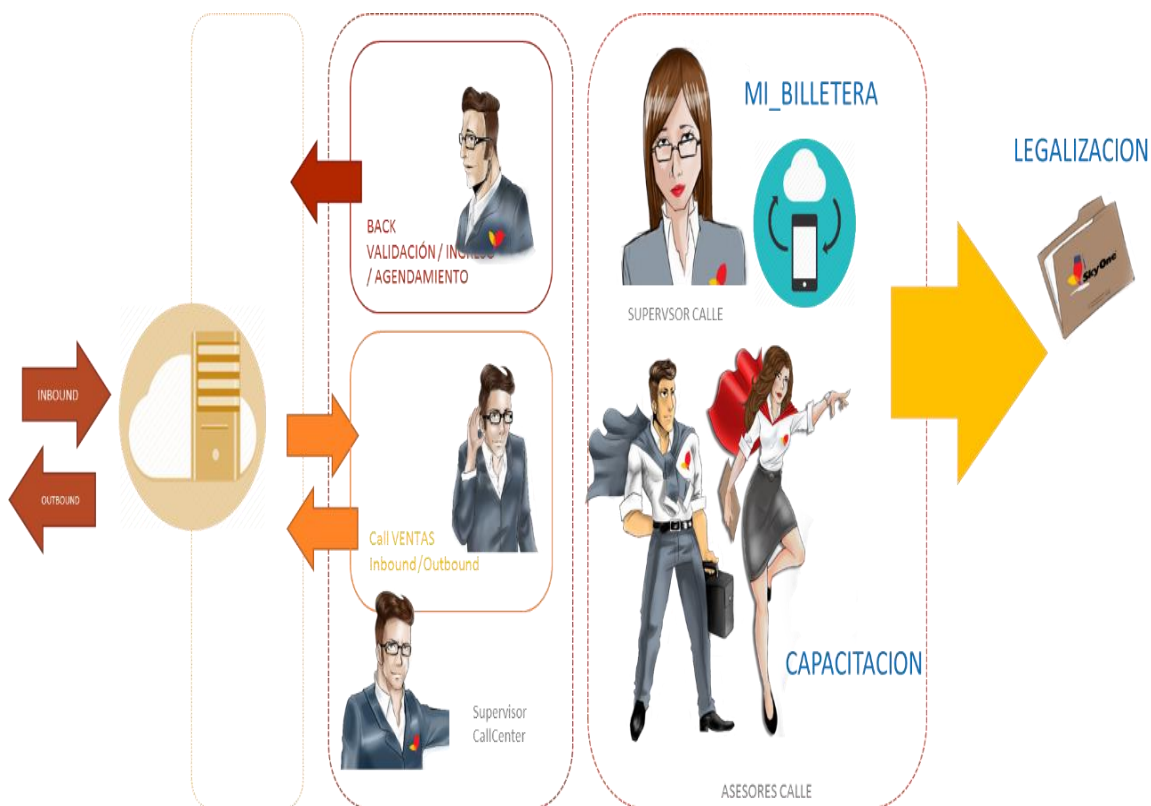 INBOUND
OUTBOUND
BACK
VALIDACIÓN / INGRESO
/ AGENDAMIENTO
Call VENTAS
Inbound/Outbound
Supervisor
CallCenter
MI_BILLETERA
SUPERVSOR CALLE
CAPACITACION
ASESORES CALLE
LEGALIZACION
SkyOne